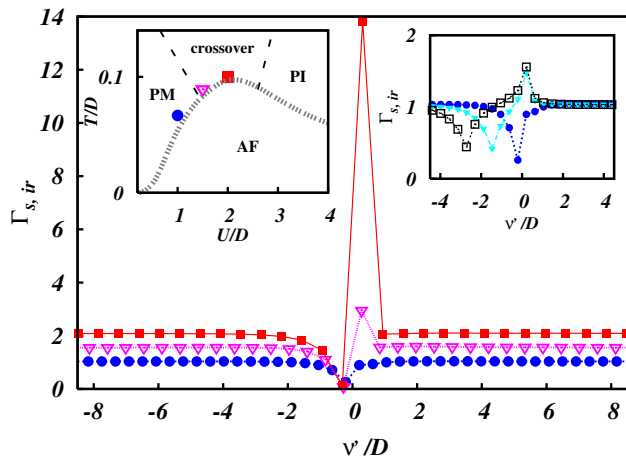 14
12
10
8
6
4
2
0
Γs, ir
-8 -6 -4 -2 0 2 4 6 8
ν'/D
crossover
PM
PI
AF
0.1
0
T/D
1 2 3 4
U/D
2
1
0
Γs, ir
-4 -2 0 2 4
ν'/D